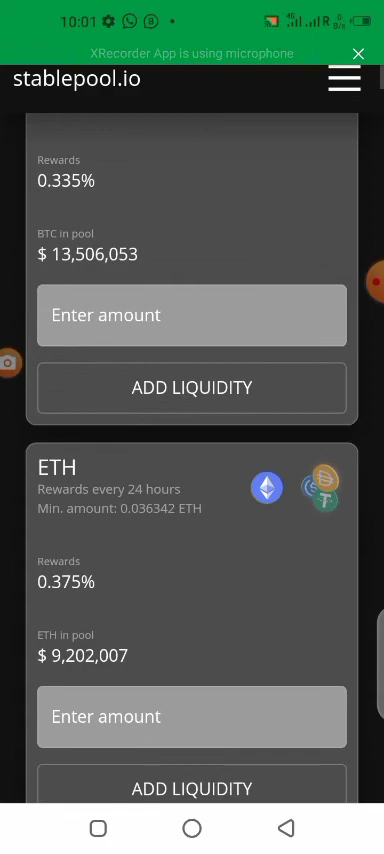 10:01
XRecorder App is using microphone
stablepool.io
Rewards
0.335%
BTC in pool
$ 13,506,053
Enter amount
ADD LIQUIDITY
ETH
Rewards every 24 hours
Min. amount: 0.036342 ETH
Rewards
0.375%
ETH in pool
$ 9,202,007
Enter amount
ADD LIQUIDITY